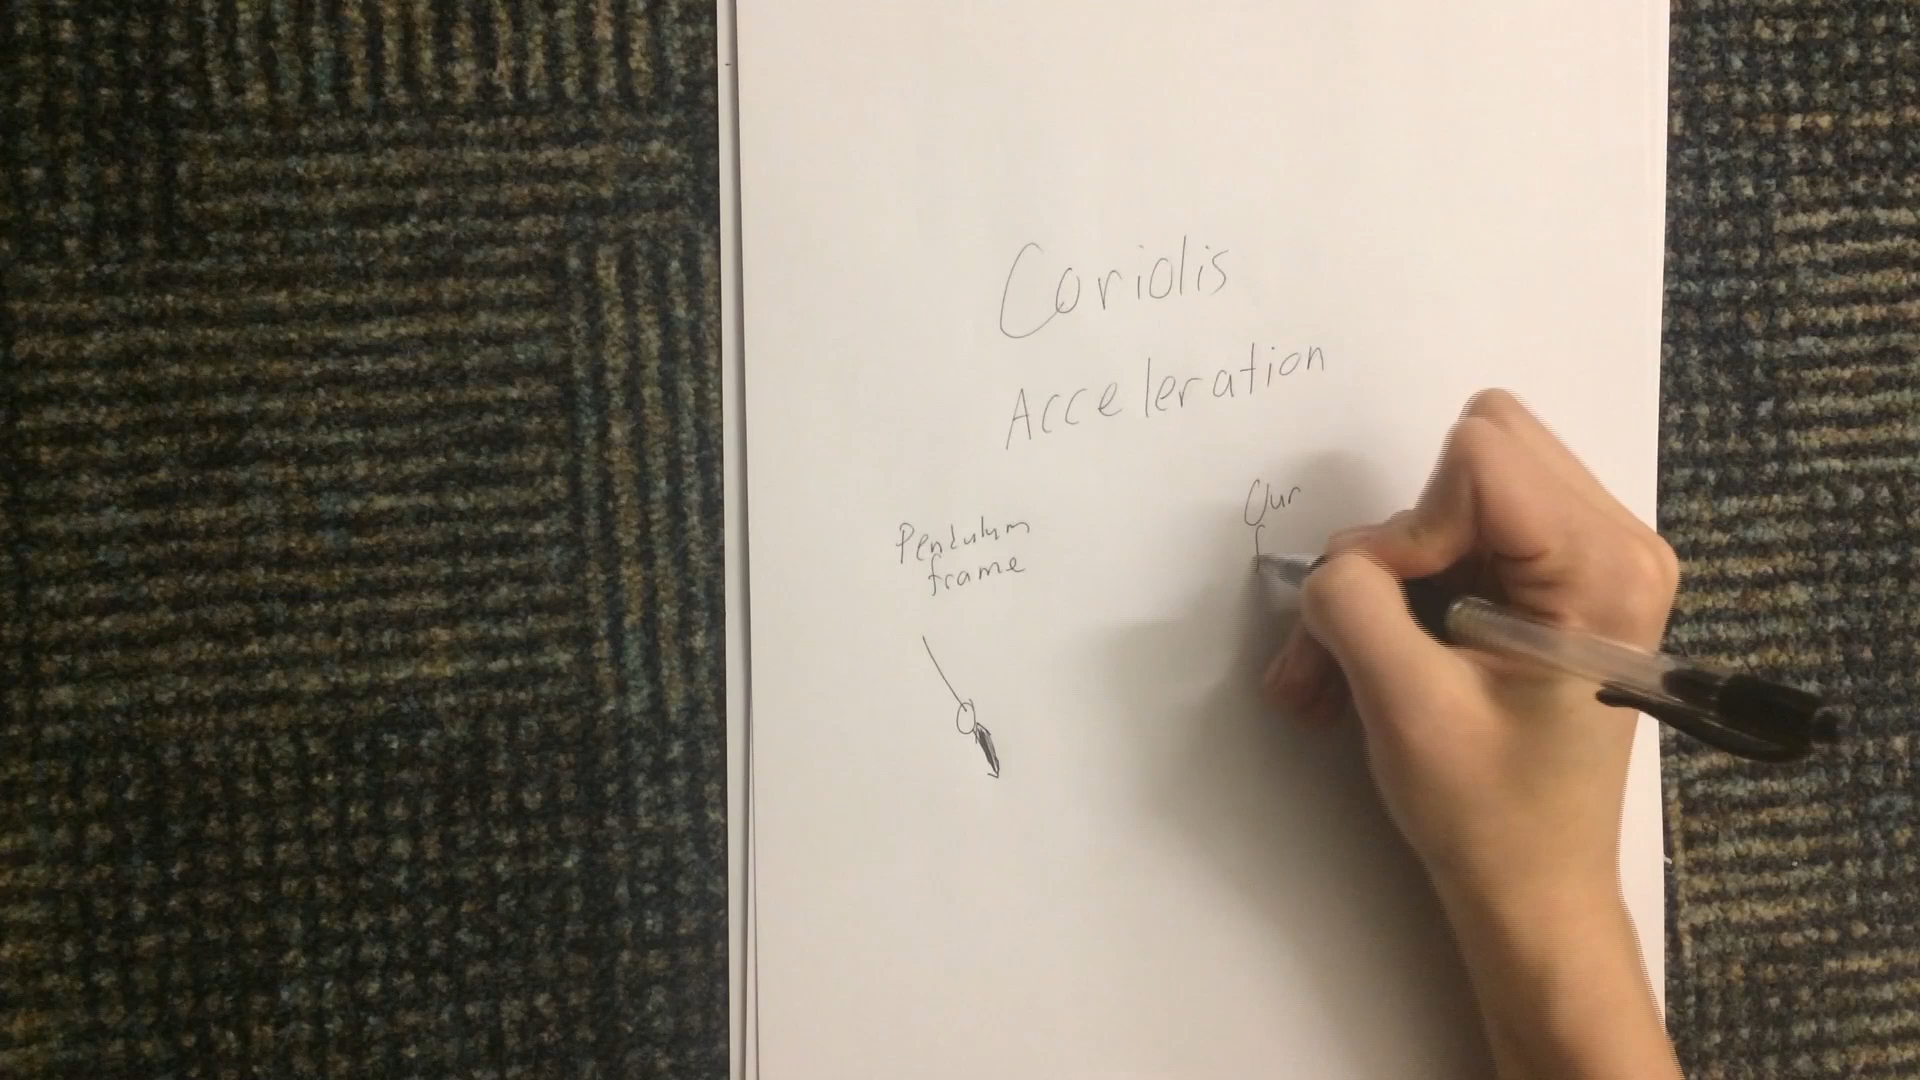 Coriolis
Acceleration
Pendulum
frame
Our
f